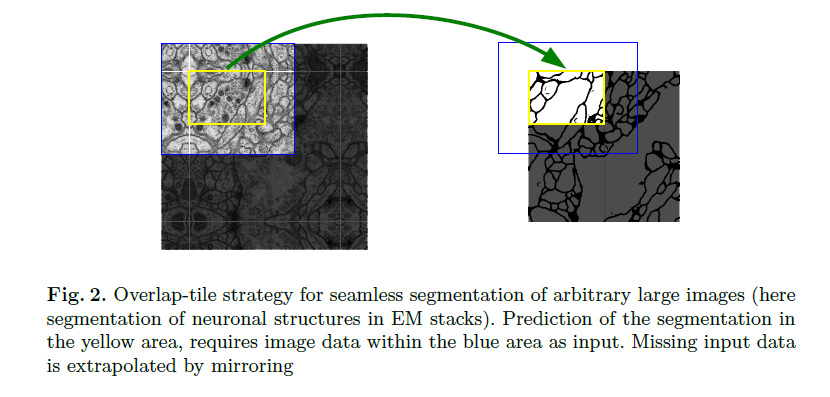 Fig. 2. Overlap-tile strategy for seamless segmentation of arbitrary large images (here
segmentation of neuronal structures in EM stacks). Prediction of the segmentation in
the yellow area, requires image data within the blue area as input. Missing input data
is extrapolated by mirroring